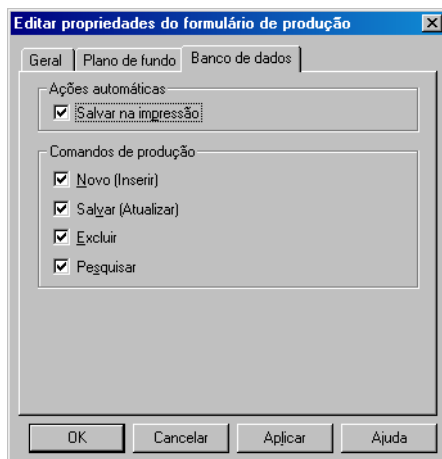 Editar propriedades do formulário de produção
Geral Plano de fundo Banco de dados
Ações automáticas
Salvar na impressão
Comandos de produção
Novo (Inserir)
Salvar (Atualizar)
Excluir
Pesquisar
OK Cancelar Aplicar Ajuda